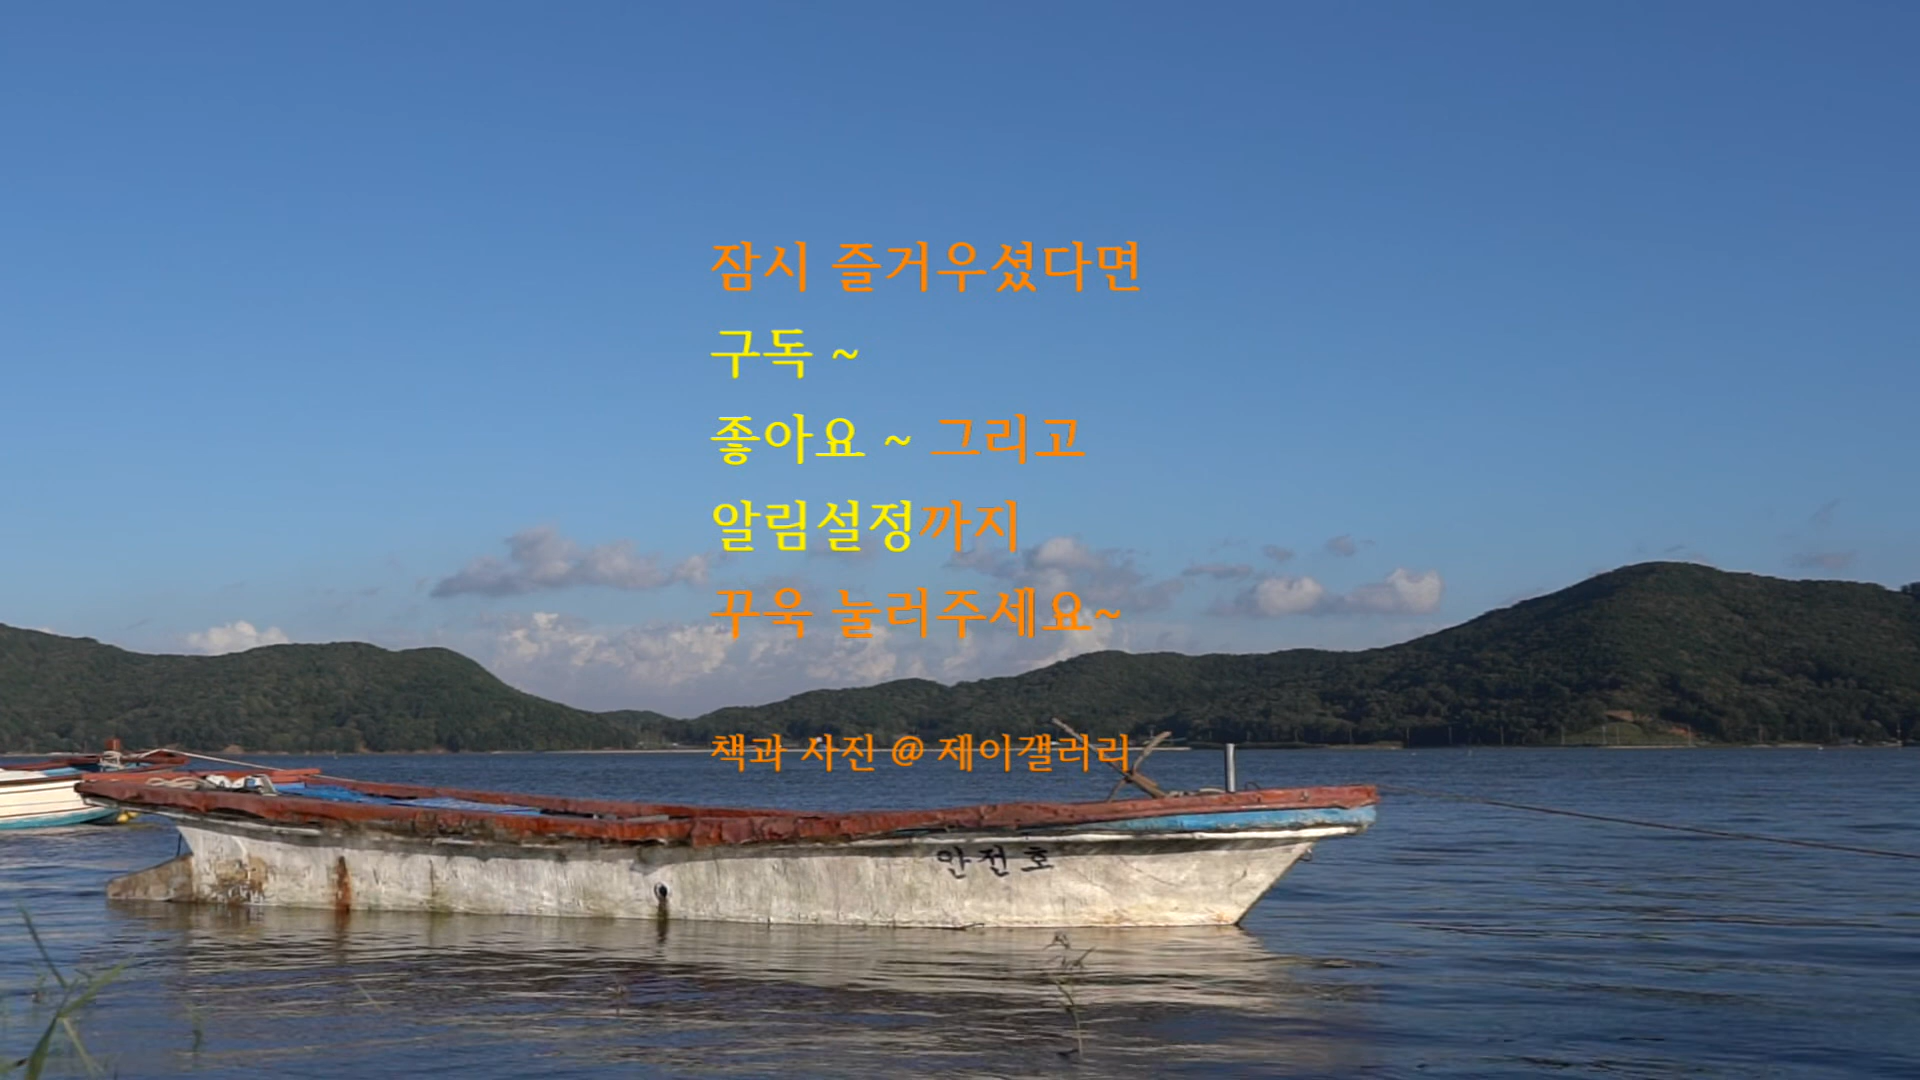 잠시 즐거우셨다면
구독 ~
좋아요 ~ 그리고
알림설정까지
꾸욱 눌러주세요~
책과 사진 @ 제이갤러리
안전호